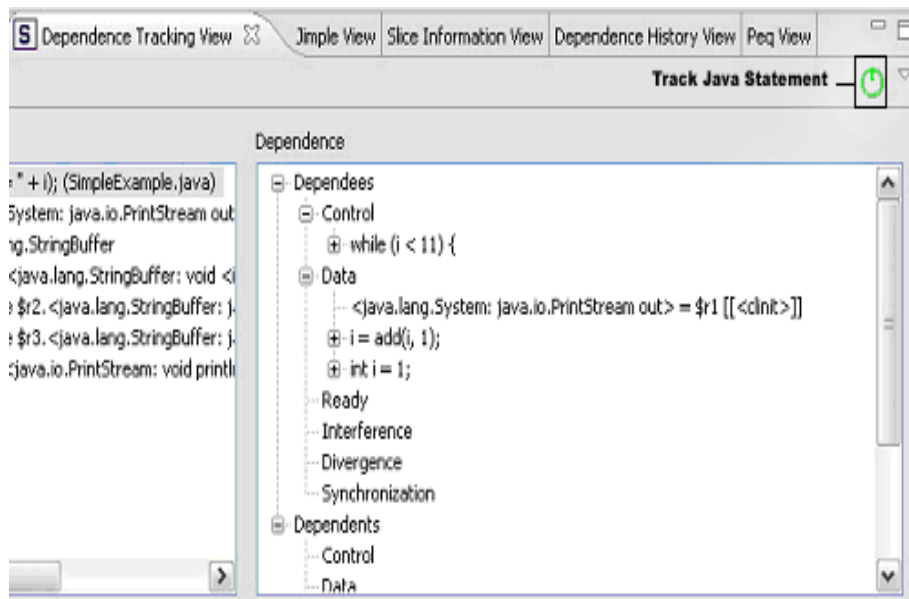 S Dependence Tracking View Jimple View Slice Information View Dependence History View Peq View
Track Java Statement
Dependence
= " + i); (SimpleExample.java)
System: java.io.PrintStream out
ng.StringBuffer
<java.lang.StringBuffer: void <i
e $r2.<java.lang.StringBuffer: j
e $r3.<java.lang.StringBuffer: j
<java.io.PrintStream: void printl
Dependees
Control
while (i < 11) {
Data
<java.lang.System: java.io.PrintStream out> = $r1 [[<clinit>]]
i = add(i, 1);
int i = 1;
Ready
Interference
Divergence
Synchronization
Dependents
Control
Data